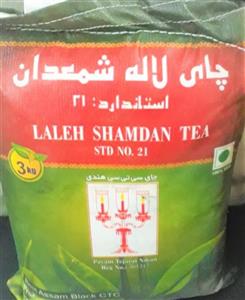 چای لاله شمعدان
استاندارد: ۲۱
LALEH SHAMDAN TEA
STD NO. 21
3KG
چای سی تی سی هندی
Assam Black CTC